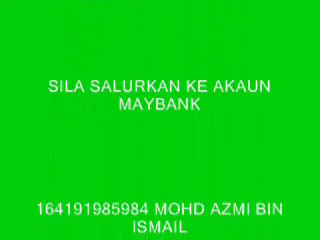 SILA SALURKAN KE AKAUN
MAYBANK
164191985984 MOHD AZMI BIN
ISMAIL